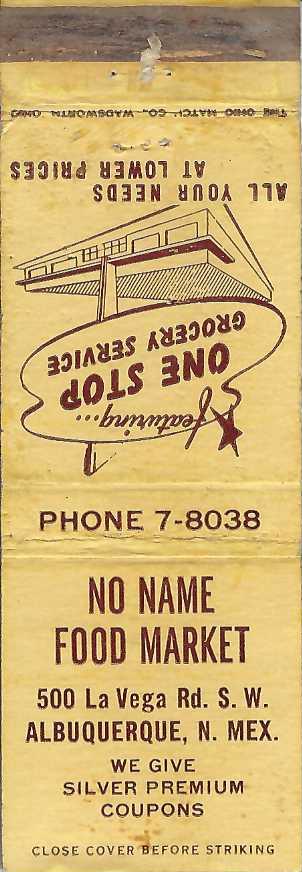 Featuring...
ONE STOP
GROCERY SERVICE
ALL YOUR NEEDS
AT LOWER PRICES
THE OHIO MATCH CO., WADSWORTH, OHIO
PHONE 7-8038
NO NAME
FOOD MARKET
500 La Vega Rd. S. W.
ALBUQUERQUE, N. MEX.
WE GIVE
SILVER PREMIUM
COUPONS
CLOSE COVER BEFORE STRIKING